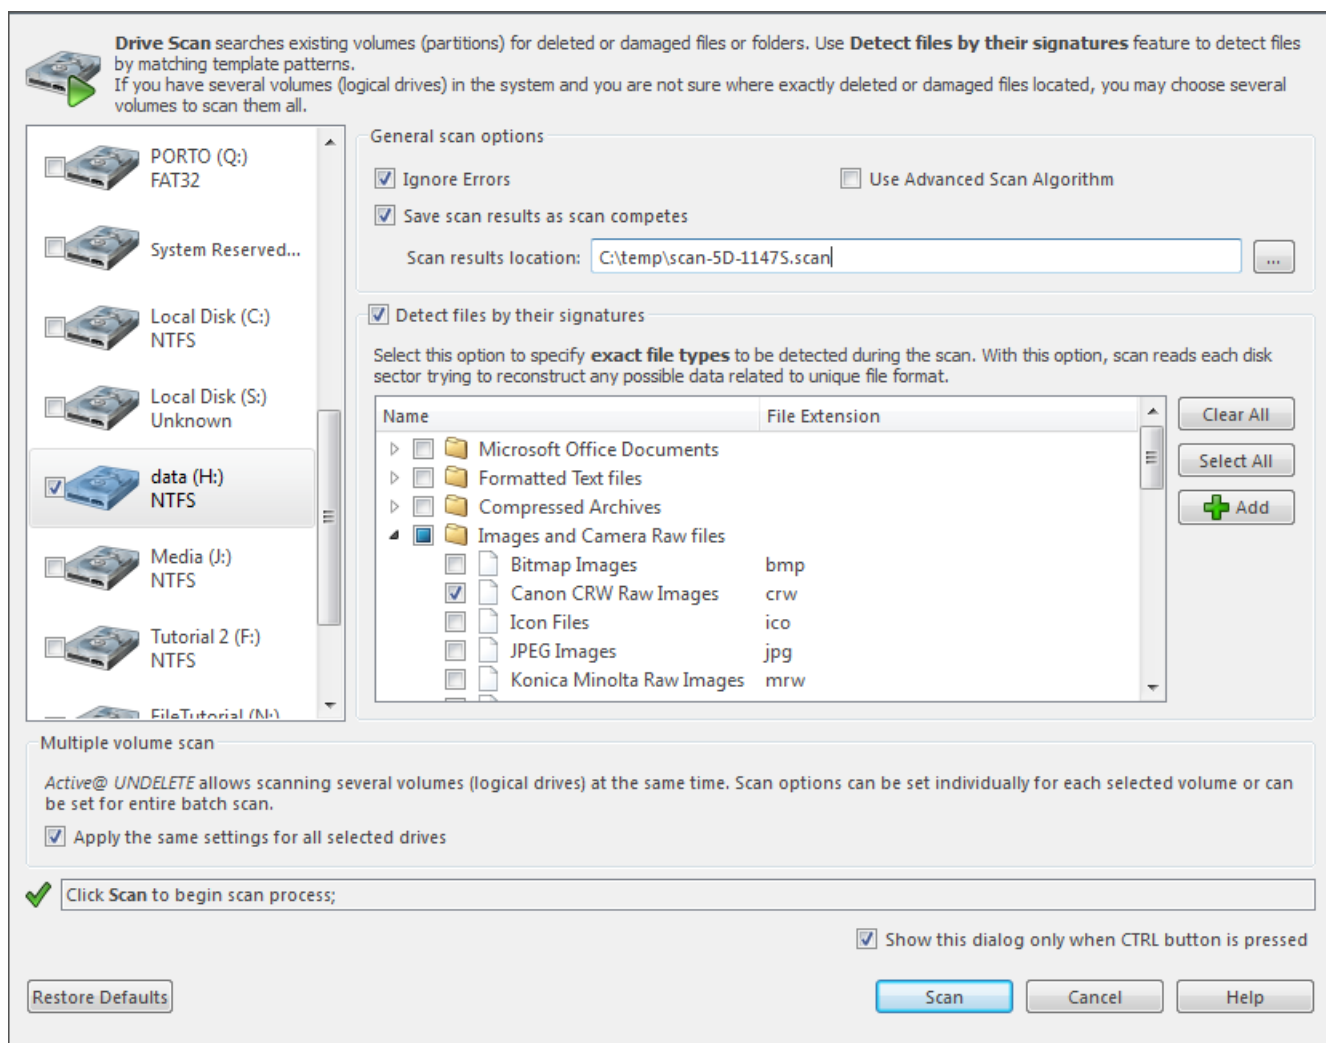 Drive Scan searches existing volumes (partitions) for deleted or damaged files or folders. Use Detect files by their signatures feature to detect files
by matching template patterns.
If you have several volumes (logical drives) in the system and you are not sure where exactly deleted or damaged files located, you may choose several
volumes to scan them all.
PORTO (Q:)
FAT32
System Reserved...
Local Disk (C:)
NTFS
Local Disk (S:)
Unknown
data (H:)
NTFS
Media (J:)
NTFS
Tutorial 2 (F:)
NTFS
FileTutorial (N:)
General scan options
Ignore Errors
Use Advanced Scan Algorithm
Save scan results as scan competes
Scan results location: C:\temp\scan-5D-1147S.scan
...
Detect files by their signatures
Select this option to specify exact file types to be detected during the scan. With this option, scan reads each disk
sector trying to reconstruct any possible data related to unique file format.
Name File Extension
Microsoft Office Documents
Formatted Text files
Compressed Archives
Images and Camera Raw files
Bitmap Images bmp
Canon CRW Raw Images crw
Icon Files ico
JPEG Images jpg
Konica Minolta Raw Images mrw
Clear All
Select All
Add
Multiple volume scan
Active@ UNDELETE allows scanning several volumes (logical drives) at the same time. Scan options can be set individually for each selected volume or can
be set for entire batch scan.
Apply the same settings for all selected drives
Click Scan to begin scan process;
Show this dialog only when CTRL button is pressed
Restore Defaults
Scan
Cancel
Help